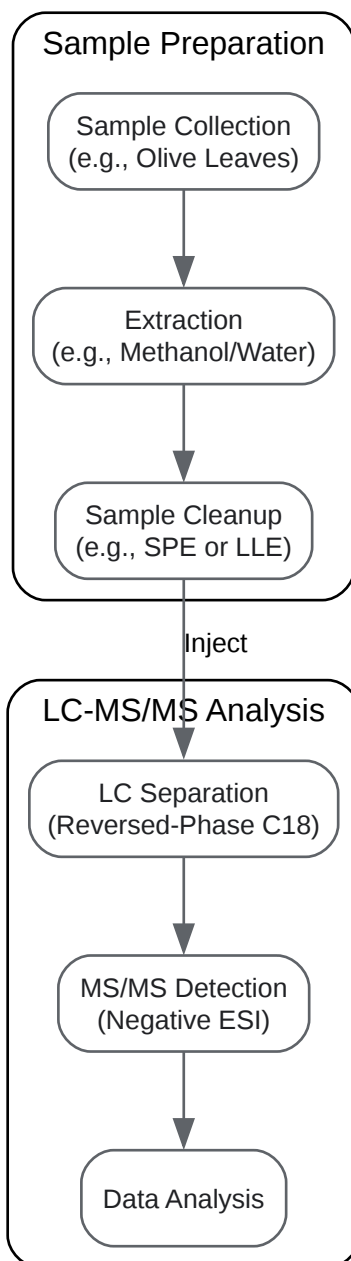 Sample Preparation
Sample Collection
(e.g., Olive Leaves)
Extraction
(e.g., Methanol/Water)
Sample Cleanup
(e.g., SPE or LLE)
Inject
LC-MS/MS Analysis
LC Separation
(Reversed-Phase C18)
MS/MS Detection
(Negative ESI)
Data Analysis